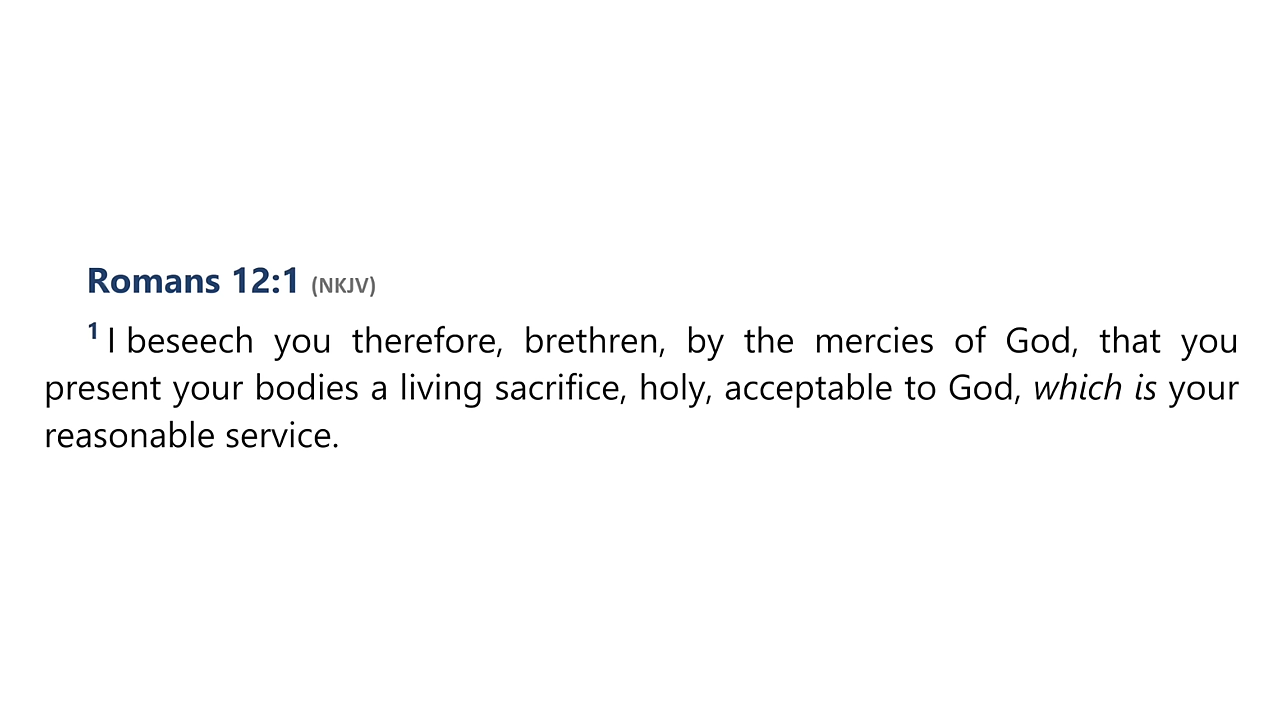 Romans 12:1 (NKJV)
1 I beseech you therefore, brethren, by the mercies of God, that you
present your bodies a living sacrifice, holy, acceptable to God, which is your
reasonable service.